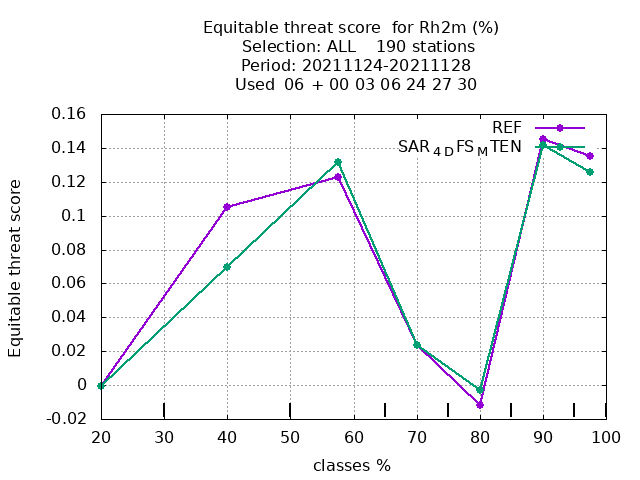 Equitable threat score  for Rh2m (%)
Selection: ALL    190 stations
Period: 20211124-20211128
Used  06  + 00 03 06 24 27 30
0.16
0.14
0.12
0.1
0.08
0.06
0.04
0.02
0
-0.02
Equitable threat score
REF
SAR4DFSMTEN
20 30 40 50 60 70 80 90 100
classes %